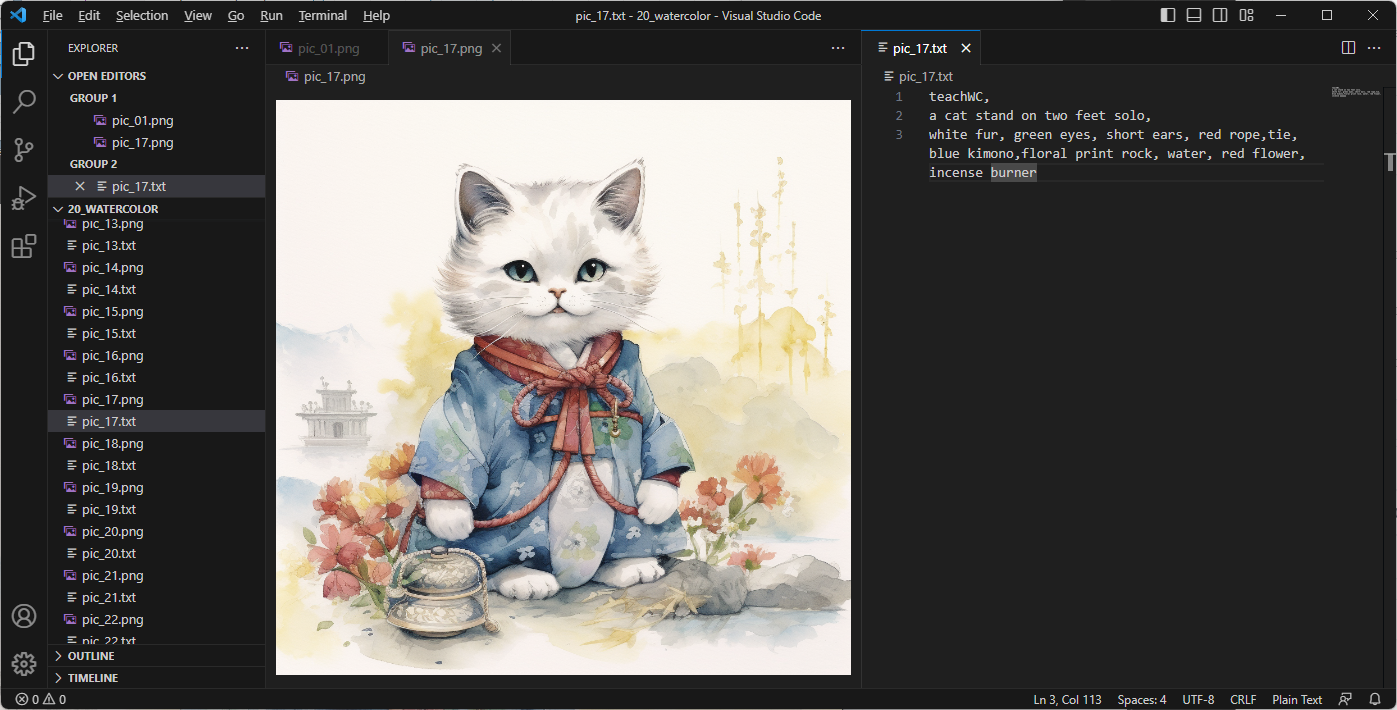 File Edit Selection View Go Run Terminal Help
pic_17.txt - 20_watercolor - Visual Studio Code
EXPLORER
OPEN EDITORS
GROUP 1
pic_01.png
pic_17.png
GROUP 2
pic_17.txt
20_WATERCOLOR
pic_13.png
pic_13.txt
pic_14.png
pic_14.txt
pic_15.png
pic_15.txt
pic_16.png
pic_16.txt
pic_17.png
pic_17.txt
pic_18.png
pic_18.txt
pic_19.png
pic_19.txt
pic_20.png
pic_20.txt
pic_21.png
pic_21.txt
pic_22.png
pic_22.txt
OUTLINE
TIMELINE
pic_01.png pic_17.png
pic_17.png
pic_17.txt
pic_17.txt
1 teachWC,
2 a cat stand on two feet solo,
3 white fur, green eyes, short ears, red rope,tie,
blue kimono,floral print rock, water, red flower,
incense burner
0 0
Ln 3, Col 113 Spaces: 4 UTF-8 CRLF Plain Text